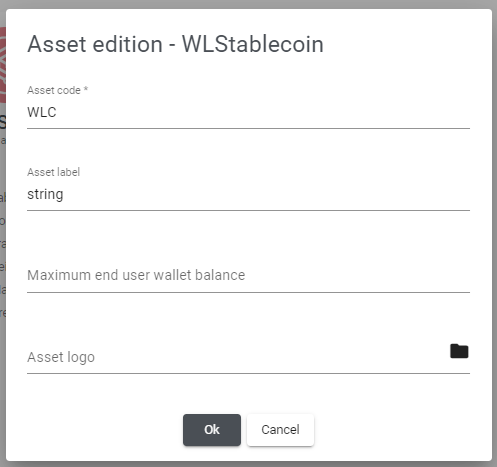 Asset edition - WLStablecoin
Asset code *
WLC
Asset label
string
Maximum end user wallet balance
Asset logo
Ok
Cancel